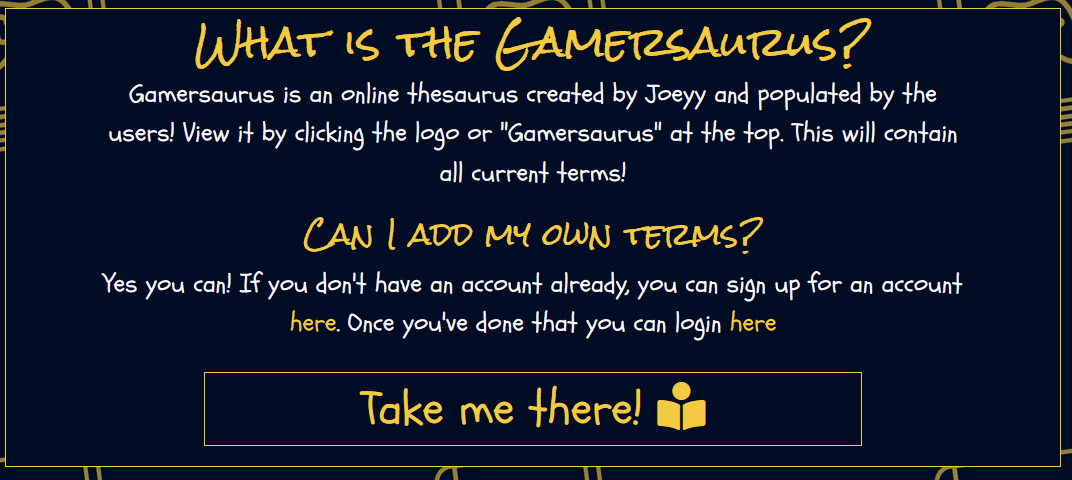 What is the Gamersaurus?
Gamersaurus is an online thesaurus created by Joeyy and populated by the
users! View it by clicking the logo or "Gamersaurus" at the top. This will contain
all current terms!
Can I add my own terms?
Yes you can! If you don't have an account already, you can sign up for an account
here. Once you've done that you can login here
Take me there!